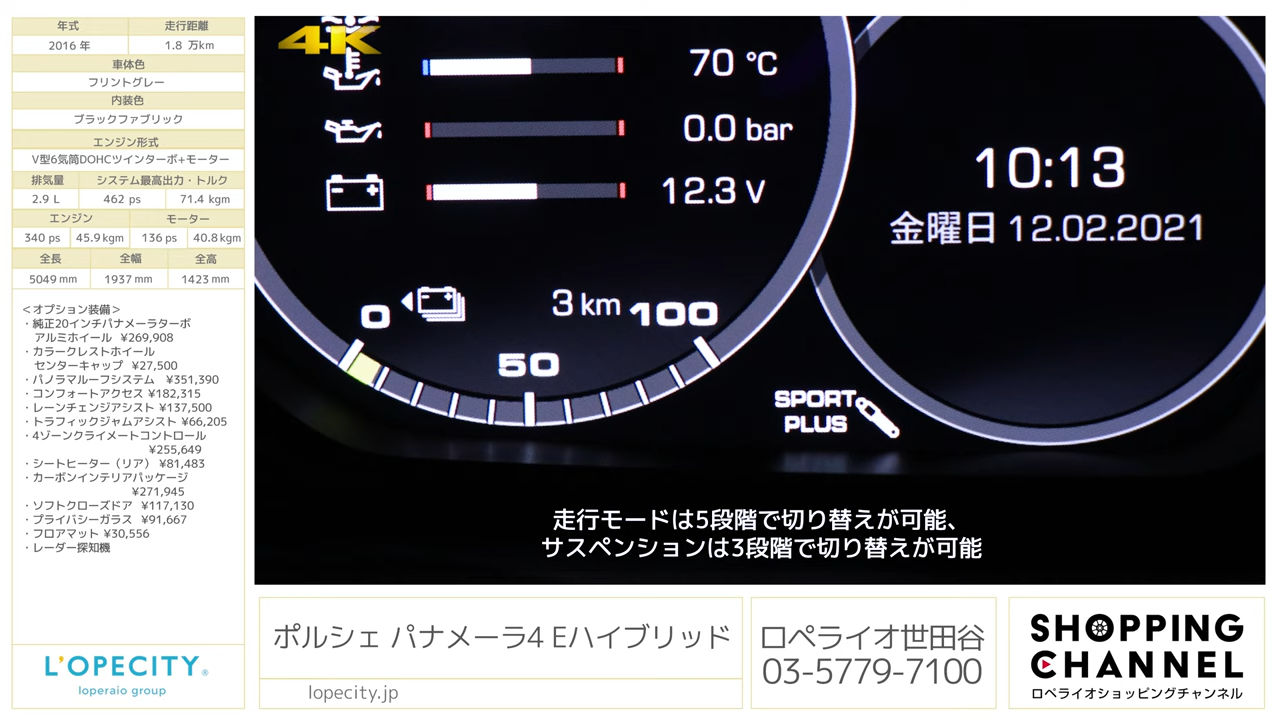 年式 走行距離
2016 年 1.8 万km
車体色
フリントグレー
内装色
ブラックファブリック
エンジン形式
V型6気筒DOHCツインターボ+モーター
排気量 システム最高出力・トルク
2.9 L 462 ps 71.4 kgm
エンジン モーター
340 ps 45.9 kgm 136 ps 40.8 kgm
全長 全幅 全高
5049 mm 1937 mm 1423 mm
＜オプション装備＞
・純正20インチパナメーラターボ
アルミホイール ¥269,908
・カラークレストホイール
センターキャップ ¥27,500
・パノラマルーフシステム ¥351,390
・コンフォートアクセス ¥182,315
・レーンチェンジアシスト ¥137,500
・トラフィックジャムアシスト ¥66,205
・4ゾーンクライメートコントロール
¥255,649
・シートヒーター（リア） ¥81,483
・カーボンインテリアパッケージ
¥271,945
・ソフトクローズドア ¥117,130
・プライバシーガラス ¥91,667
・フロアマット ¥30,556
・レーダー探知機
L'OPECITY®
loperaio group
4K
70 °C
0.0 bar
12.3 V
3 km
0 50 100
10:13
金曜日 12.02.2021
SPORT
PLUS
走行モードは5段階で切り替えが可能、
サスペンションは3段階で切り替えが可能
ポルシェ パナメーラ4 Eハイブリッド
lopecity.jp
ロペライオ世田谷
03-5779-7100
SHOPPING
CHANNEL
ロペライオショッピングチャンネル